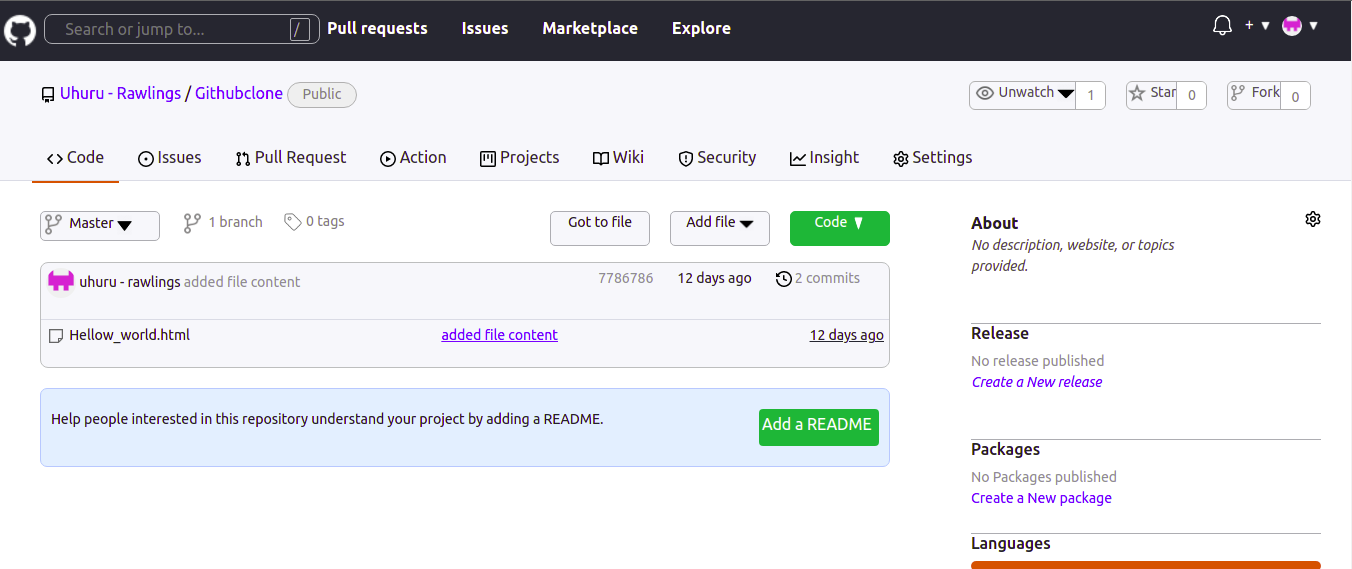 Search or jump to... / Pull requests Issues Marketplace Explore +
Uhuru - Rawlings / Githubclone Public Unwatch 1 Star 0 Fork 0
Code Issues Pull Request Action Projects Wiki Security Insight Settings
Master 1 branch 0 tags Got to file Add file Code
uhuru - rawlings added file content 7786786 12 days ago 2 commits
Hellow_world.html added file content 12 days ago
Help people interested in this repository understand your project by adding a README. Add a README
About
No description, website, or topics
provided.
Release
No release published
Create a New release
Packages
No Packages published
Create a New package
Languages